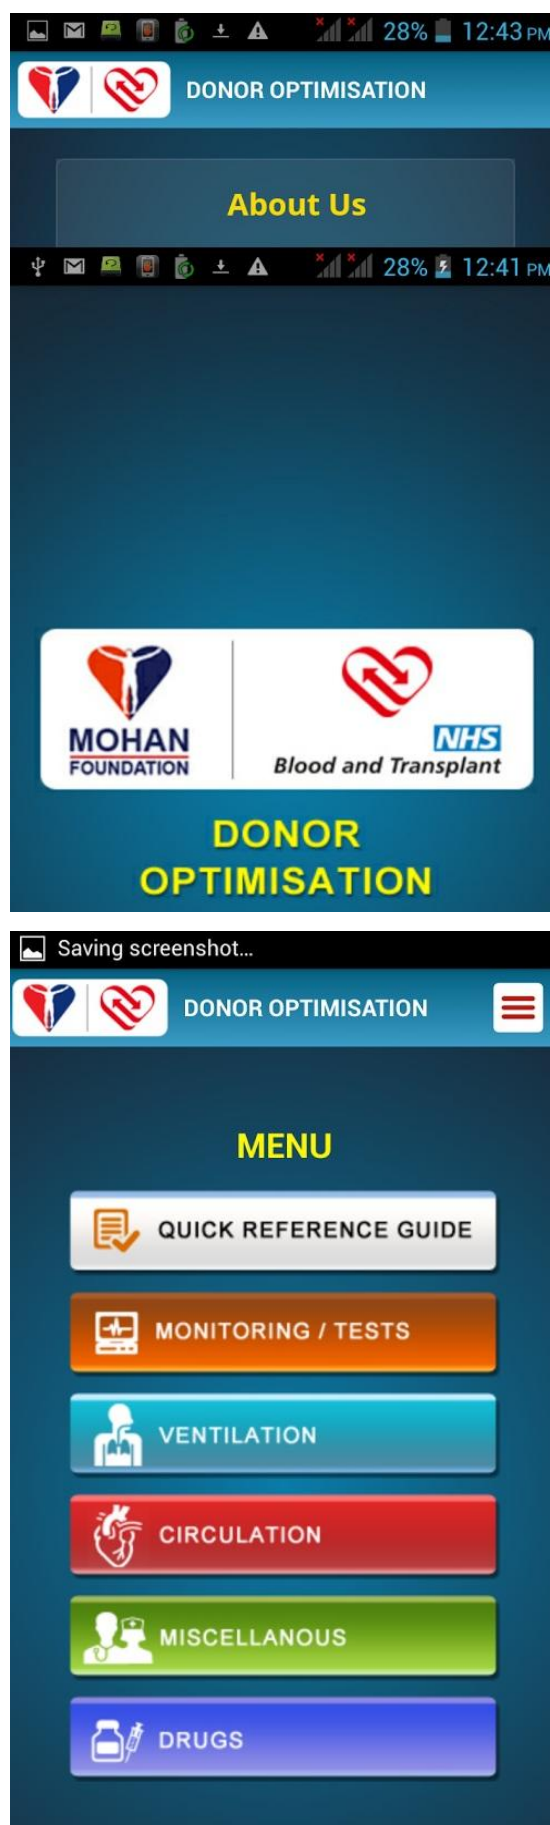 28% 12:43 PM
DONOR OPTIMISATION
About Us
28% 12:41 PM
MOHAN
FOUNDATION
NHS
Blood and Transplant
DONOR
OPTIMISATION
Saving screenshot...
DONOR OPTIMISATION
MENU
QUICK REFERENCE GUIDE
MONITORING / TESTS
VENTILATION
CIRCULATION
MISCELLANOUS
DRUGS